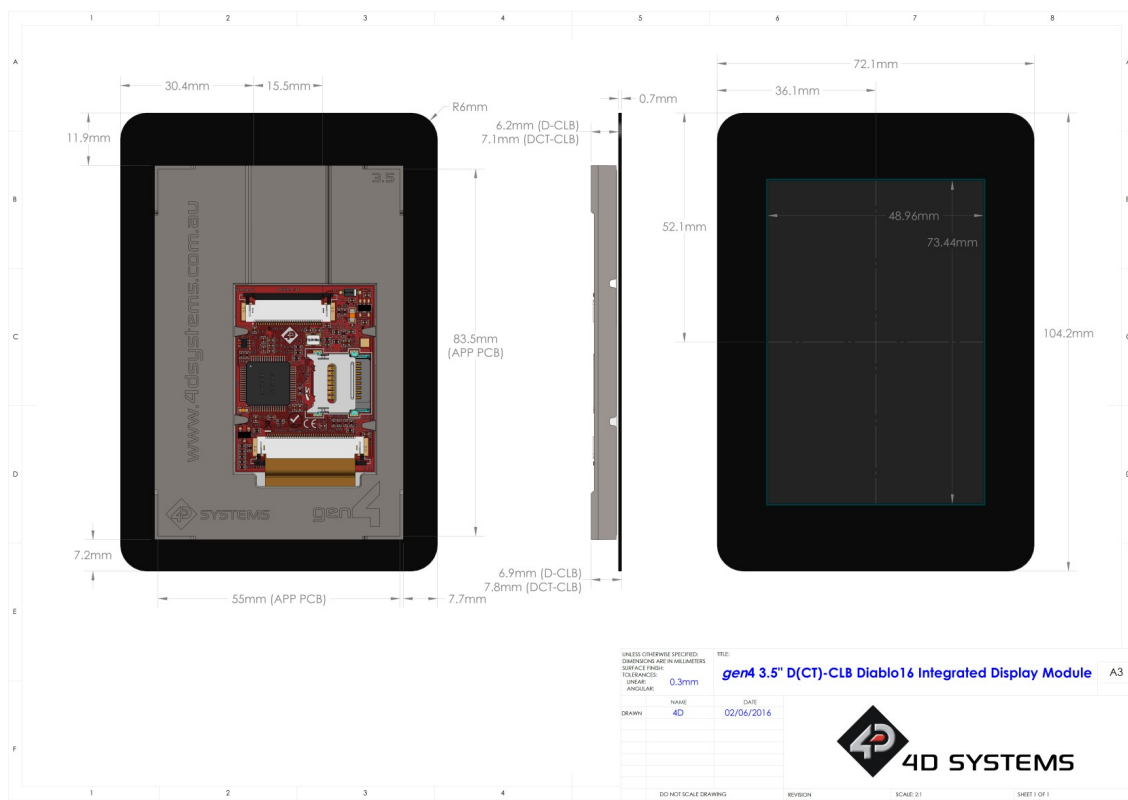 1 2 3 4 5 6 7 8
A
B
C
D
E
F
30.4mm
15.5mm
R6mm
11.9mm
3.5
www.4dsystems.com.au
83.5mm
(APP PCB)
4D SYSTEMS
gen4
7.2mm
55mm (APP PCB)
7.7mm
0.7mm
6.2mm (D-CLB)
7.1mm (DCT-CLB)
6.9mm (D-CLB)
7.8mm (DCT-CLB)
72.1mm
36.1mm
52.1mm
48.96mm
73.44mm
104.2mm
UNLESS OTHERWISE SPECIFIED:
DIMENSIONS ARE IN MILLIMETERS
SURFACE FINISH:
TOLERANCES:
LINEAR: 0.3mm
ANGULAR:
TITLE:
gen4 3.5" D(CT)-CLB Diablo16 Integrated Display Module
A3
NAME DATE
DRAWN 4D 02/06/2016
4D SYSTEMS
DO NOT SCALE DRAWING
REVISION
SCALE: 2:1
SHEET 1 OF 1
1 2 3 4